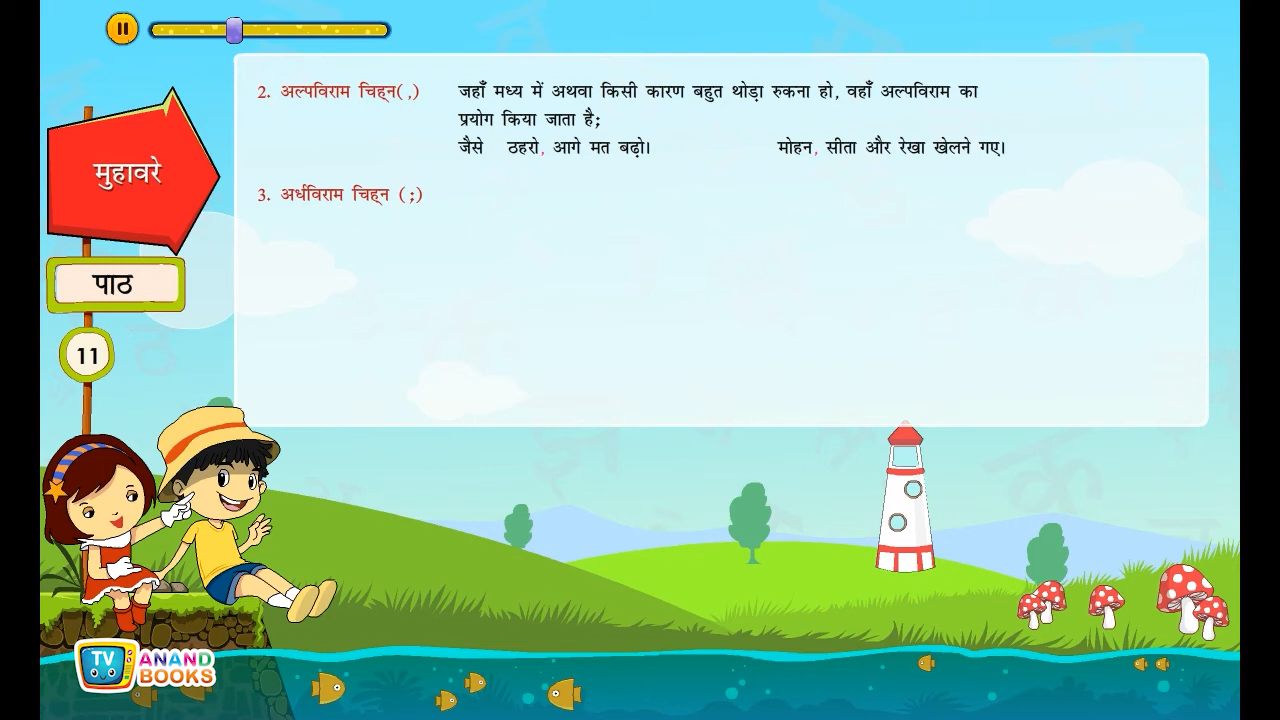 2. अल्पविराम चिह्न(,) जहाँ मध्य में अथवा किसी कारण बहुत थोड़ा रुकना हो, वहाँ अल्पविराम का
प्रयोग किया जाता है;
जैसे ठहरो, आगे मत बढ़ो। मोहन, सीता और रेखा खेलने गए।
3. अर्धविराम चिह्न (;)
मुहावरे
पाठ
11
TV ANAND
BOOKS